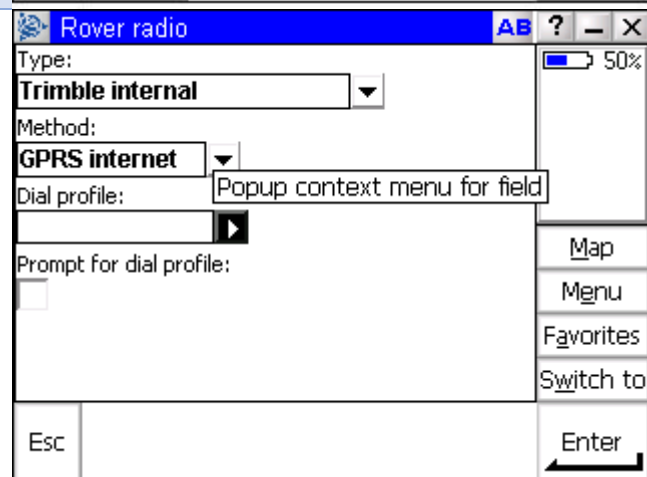 Rover radio AB ? – ×
Type:
50%
Trimble internal
Method:
GPRS internet
Popup context menu for field
Dial profile:
Prompt for dial profile:
Map
Menu
Favorites
Switch to
Esc
Enter